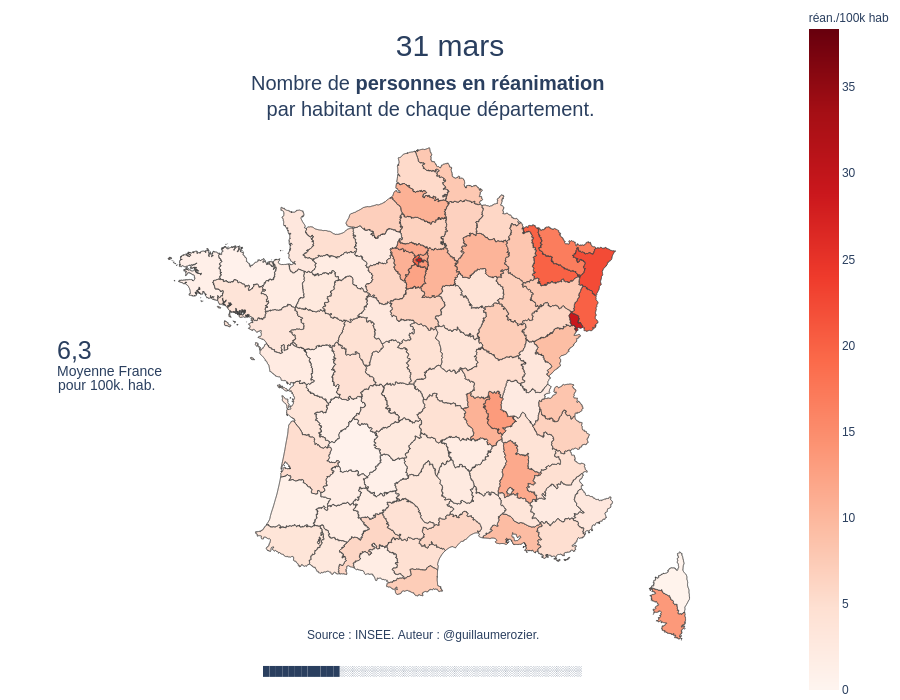 réan./100k hab
31 mars
Nombre de personnes en réanimation
par habitant de chaque département.
35
30
25
20
15
10
5
0
6,3
Moyenne France
pour 100k. hab.
Source : INSEE. Auteur : @guillaumerozier.